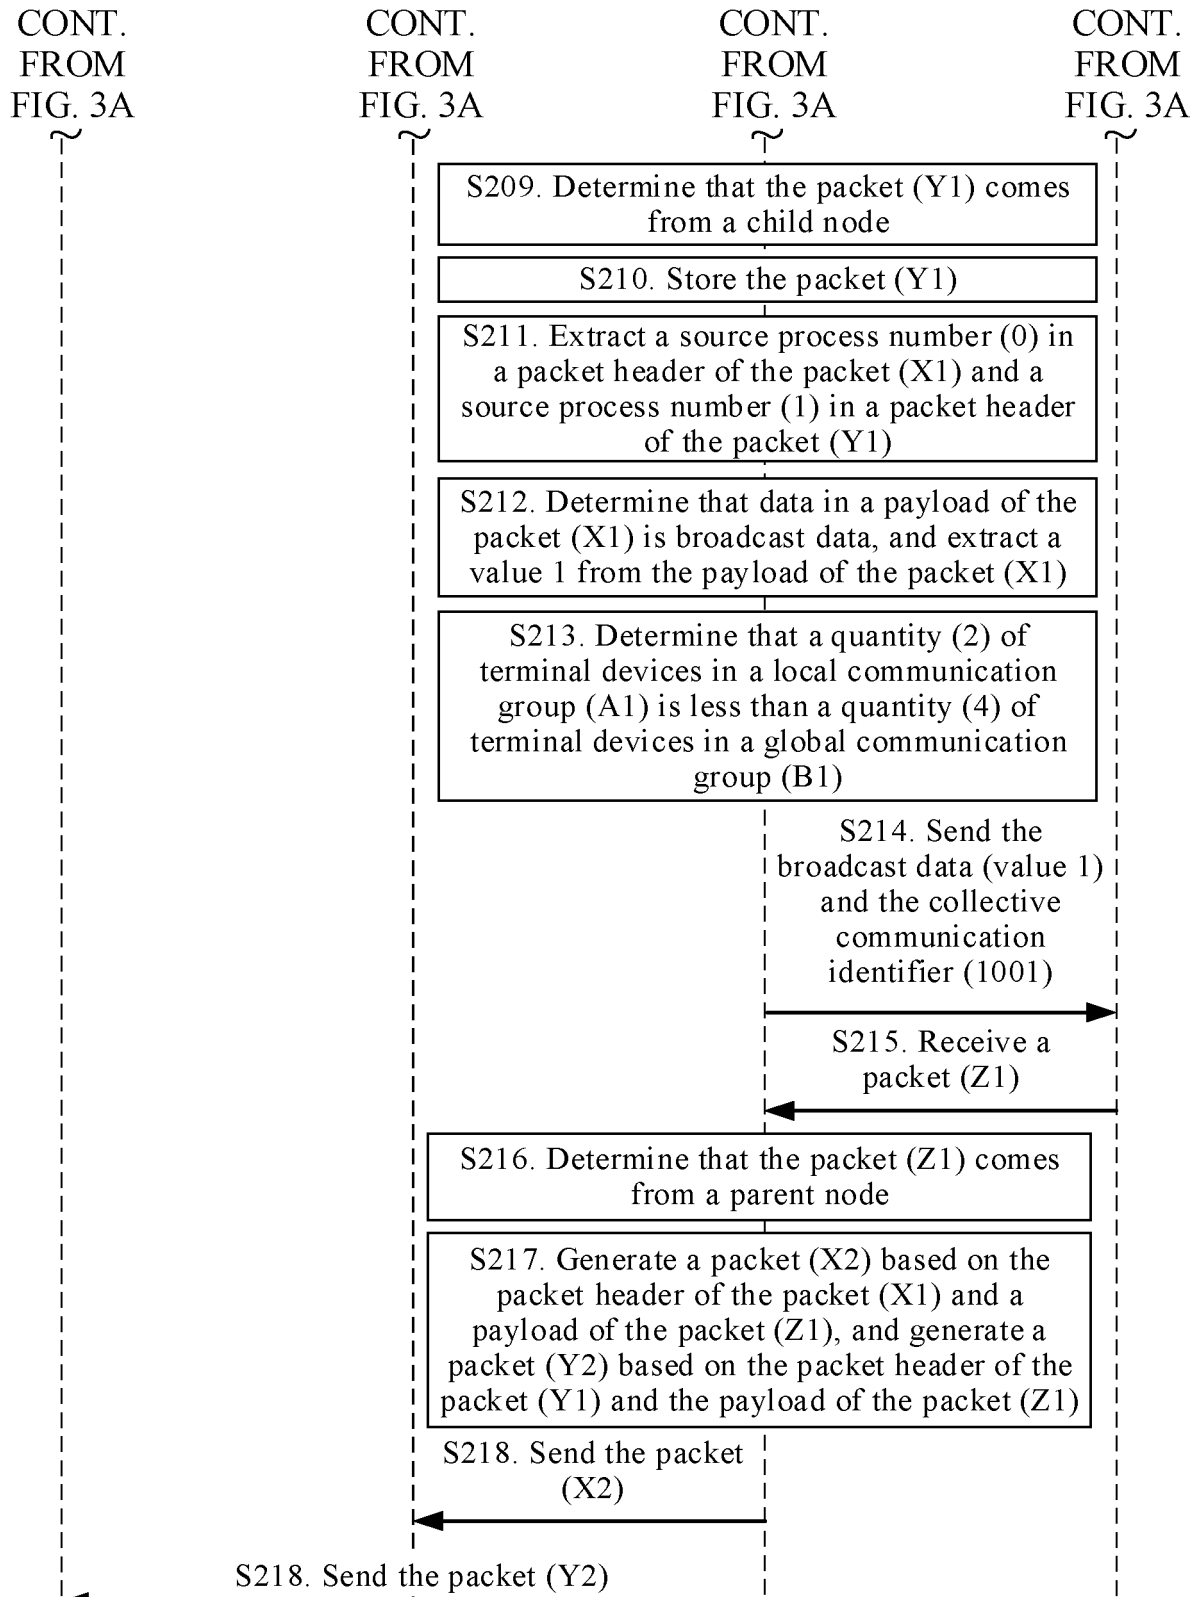 CONT.
FROM
FIG. 3A
CONT.
FROM
FIG. 3A
CONT.
FROM
FIG. 3A
CONT.
FROM
FIG. 3A
S209. Determine that the packet (Y1) comes
from a child node
S210. Store the packet (Y1)
S211. Extract a source process number (0) in
a packet header of the packet (X1) and a
source process number (1) in a packet header
of the packet (Y1)
S212. Determine that data in a payload of the
packet (X1) is broadcast data, and extract a
value 1 from the payload of the packet (X1)
S213. Determine that a quantity (2) of
terminal devices in a local communication
group (A1) is less than a quantity (4) of
terminal devices in a global communication
group (B1)
S214. Send the
broadcast data (value 1)
and the collective
communication
identifier (1001)
S215. Receive a
packet (Z1)
S216. Determine that the packet (Z1) comes
from a parent node
S217. Generate a packet (X2) based on the
packet header of the packet (X1) and a
payload of the packet (Z1), and generate a
packet (Y2) based on the packet header of the
packet (Y1) and the payload of the packet (Z1)
S218. Send the packet
(X2)
S218. Send the packet (Y2)